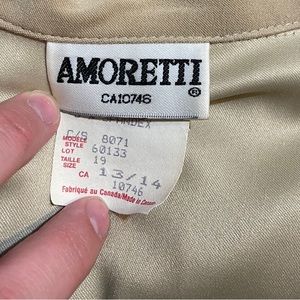 AMORETTI
®
CA10746
MODÈLE
STYLE 8071
LOT 60133
TAILLE
SIZE 19
CA 13/14
10746
Fabriqué au Canada/Made in Canada